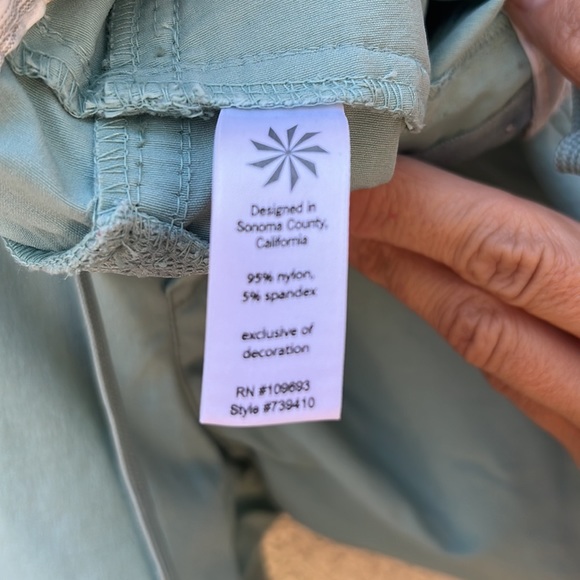 Designed in
Sonoma County,
California
95% nylon,
5% spandex
exclusive of
decoration
RN #109693
Style #739410